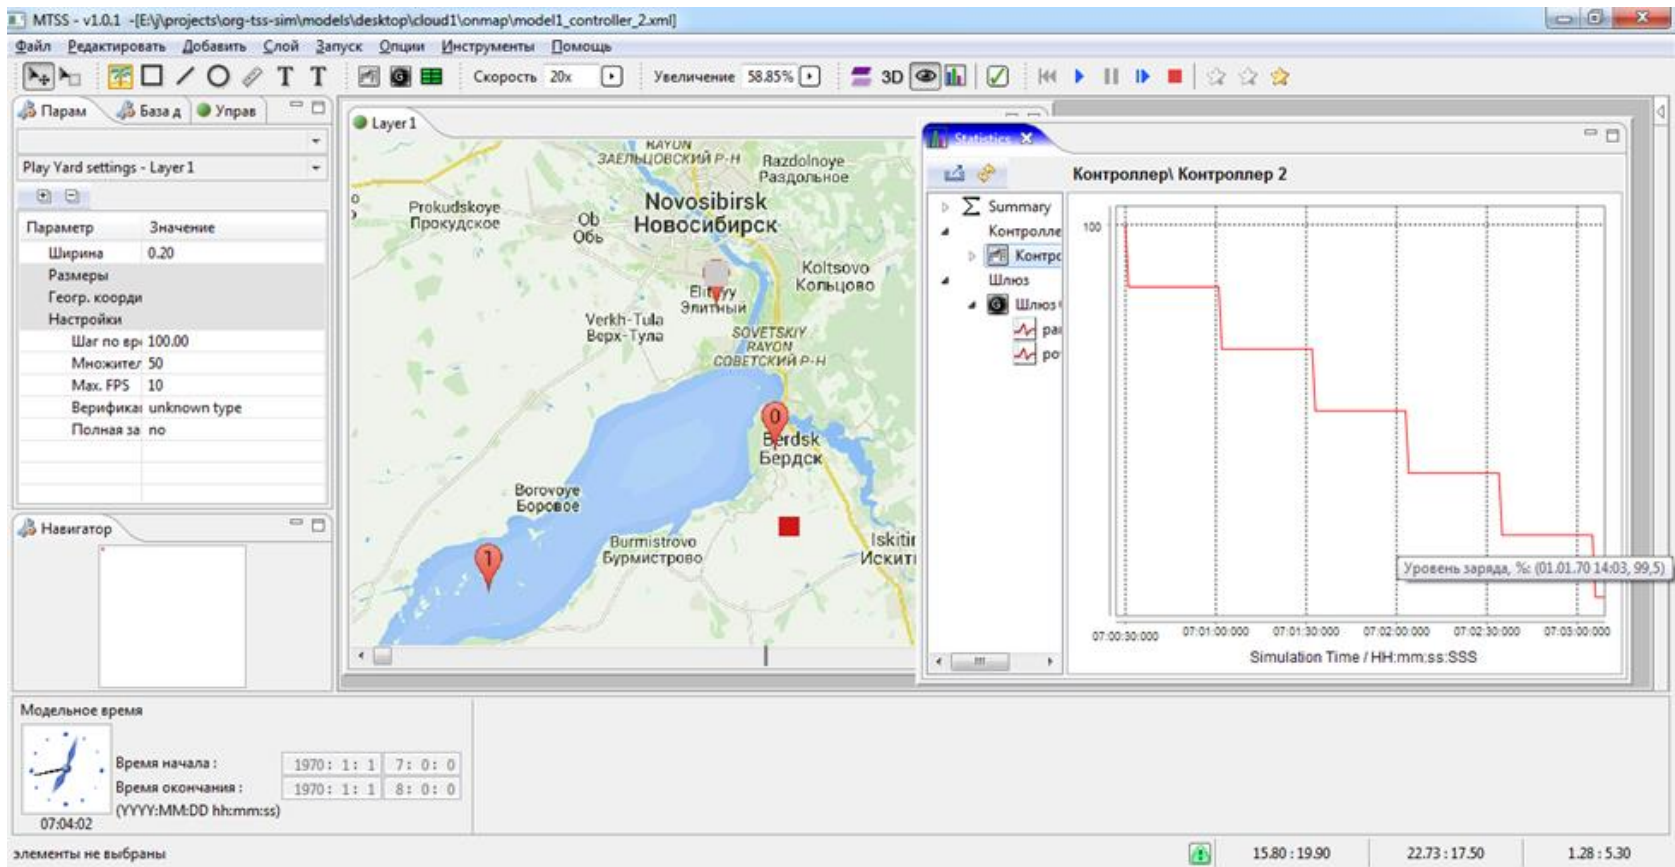 MTSS - v1.0.1 -[E:\j\projects\org-tss-sim\models\desktop\cloud1\onmap\model1_controller_2.xml]
Файл Редактировать Добавить Слой Запуск Опции Инструменты Помощь
T T G Скорость 20x Увеличение 58.85% 3D
Парам База д Управ
Play Yard settings - Layer 1
Параметр Значение
Ширина 0.20
Размеры
Геогр. коорди
Настройки
Шаг по вр 100.00
Множител 50
Max. FPS 10
Верифика unknown type
Полная за no
Навигатор
Layer 1
RAYON
ЗАЕЛЬЦОВСКИЙ Р-Н
Razdolnoye
Раздольное
Prokudskoye
Прокудское
Ob
Обь
Novosibirsk
Новосибирск
Koltsovo
Кольцово
Elitnyy
Элитный
Verkh-Tula
Верх-Тула
SOVETSKIY
RAYON
СОВЕТСКИЙ Р-Н
0
Berdsk
Бердск
Borovoye
Боровое
1
Burmistrovo
Бурмистрово
Iskitin
Искити
Statistics
Контроллер\ Контроллер 2
Summary
Контролле
Контро
Шлюз
G Шлюз
ра
ро
100
Уровень заряда, %: (01.01.70 14:03, 99,5)
07:00:30:000 07:01:00:000 07:01:30:000 07:02:00:000 07:02:30:000 07:03:00:000
Simulation Time / HH:mm:ss:SSS
Модельное время
Время начала : 1970: 1: 1 7: 0: 0
Время окончания : 1970: 1: 1 8: 0: 0
(YYYY:MM:DD hh:mm:ss)
07:04:02
элементы не выбраны
15.80 : 19.90 22.73 : 17.50 1.28 : 5.30